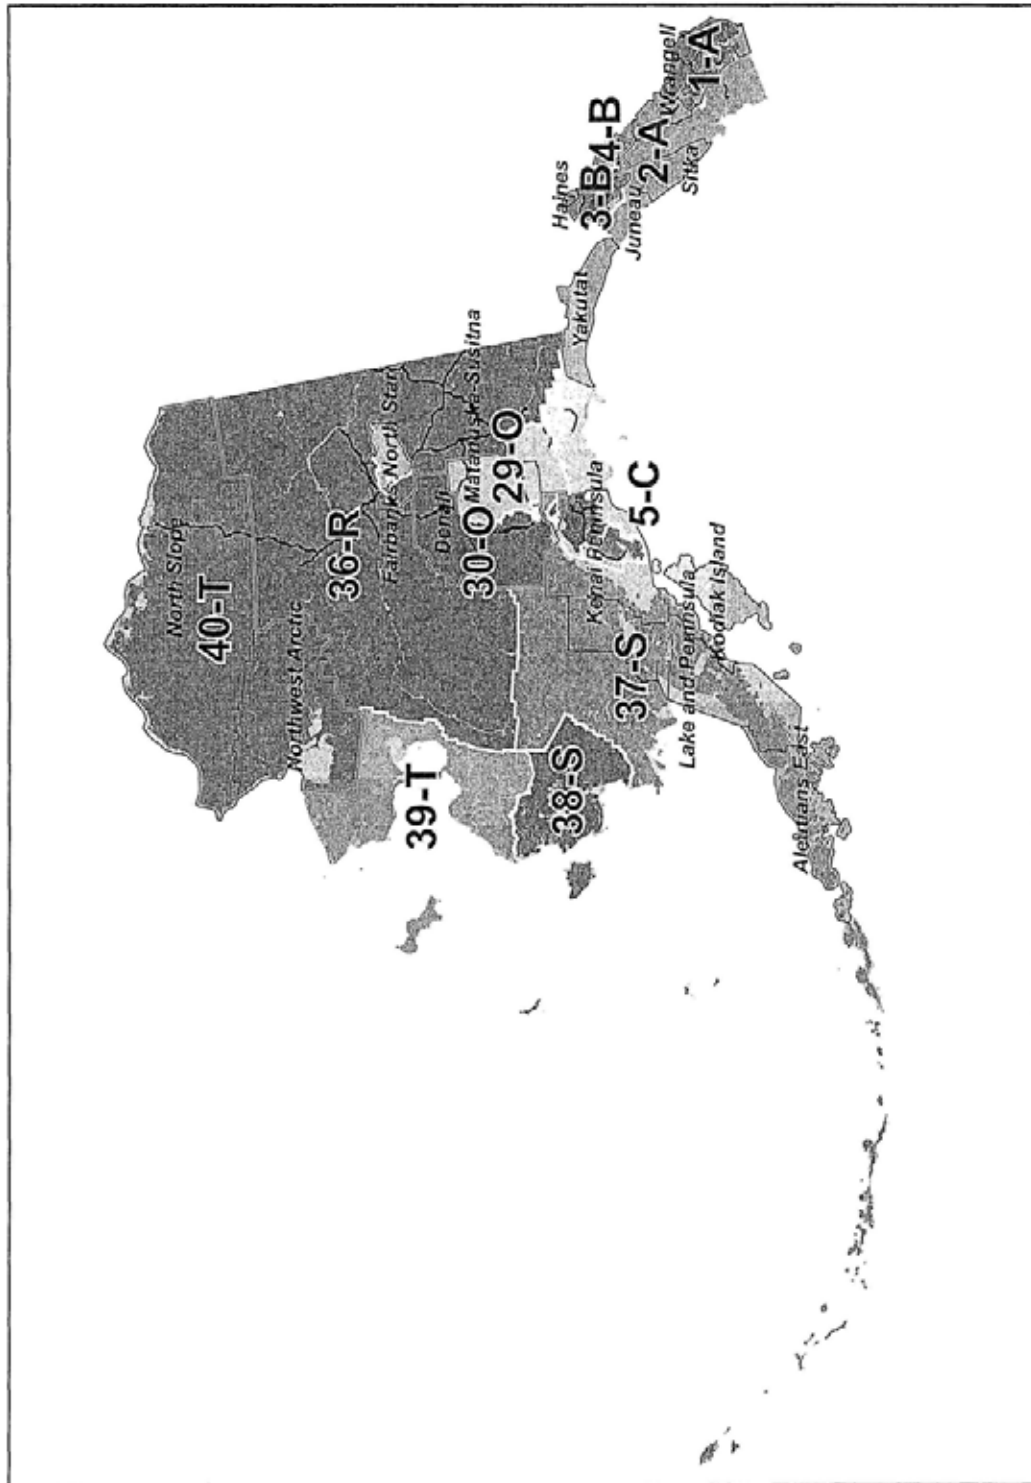 North Slope
40-T
Northwest Arctic
36-R
Fairbanks North Star
39-T
Denali
Matanuska-Susitna
30-O
29-O
38-S
37-S
Kenai Peninsula
5-C
Lake and Peninsula
Kodiak Island
Aleutians East
Yakutat
Haines
3-B
4-B
Juneau
2-A
Sitka
Wrangell
1-A